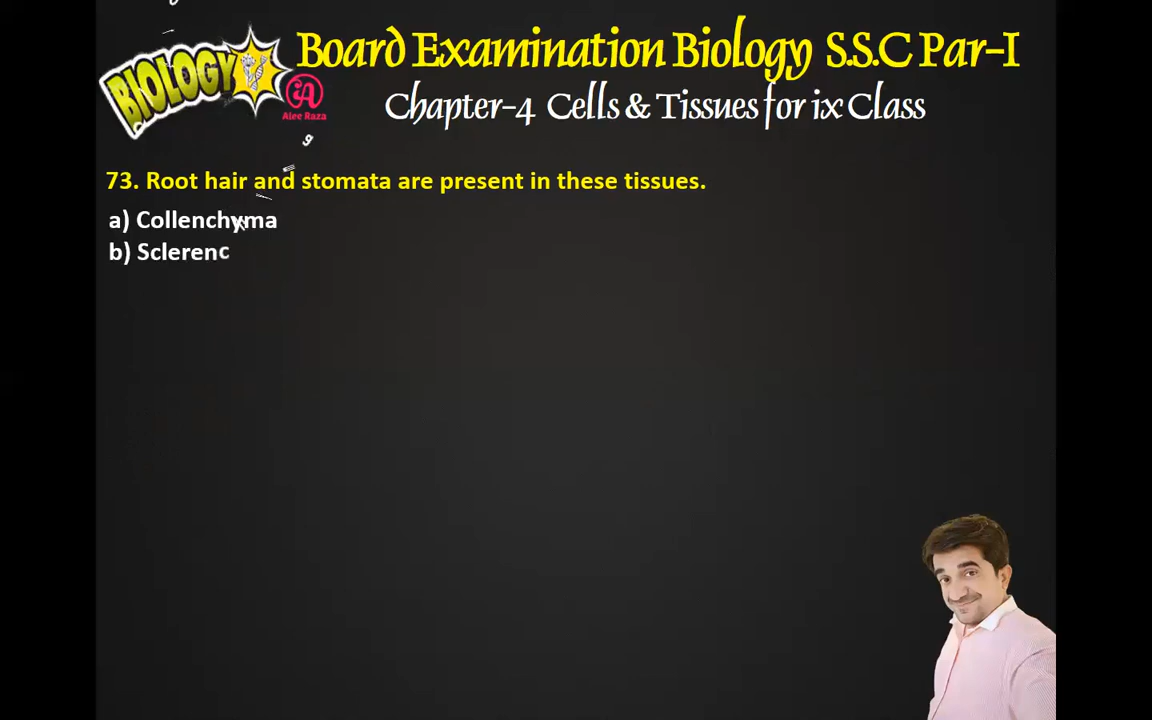 BIOLOGY
Board Examination Biology S.S.C Par-I
Alee Raza
Chapter-4 Cells & Tissues for ix Class
73. Root hair and stomata are present in these tissues.
a) Collenchyma
b) Sclerenc